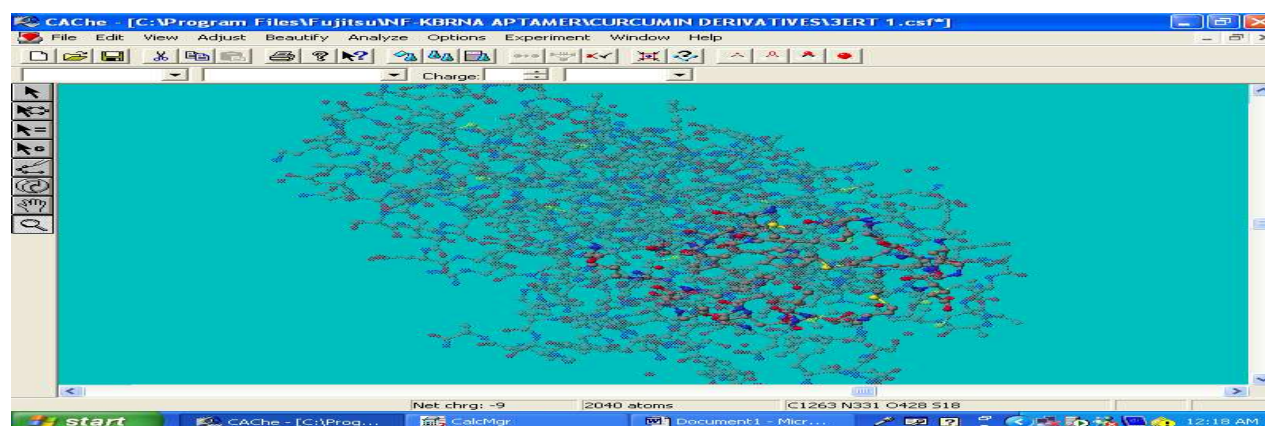 CAChe - [C:\Program Files\Fujitsu\NF-KBRNA APTAMER\CURCUMIN DERIVATIVES\3ERT 1.csf*]
File Edit View Adjust Beautify Analyze Options Experiment Window Help
Charge:
Net chrg: -9 2040 atoms C1263 N331 O428 S18
start CAChe - [C:\Prog... CalcMgr Document1 - Micr... 12:18 AM